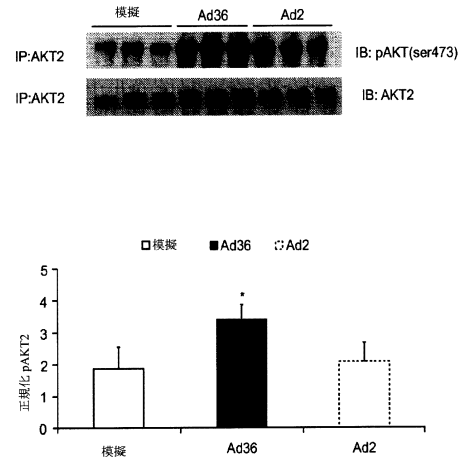 模擬 Ad36 Ad2
IP:AKT2 IB: pAKT(ser473)
IP:AKT2 IB: AKT2
模擬 Ad36 Ad2
5
4
3
2
1
0
正規化 pAKT2
*
模擬 Ad36 Ad2